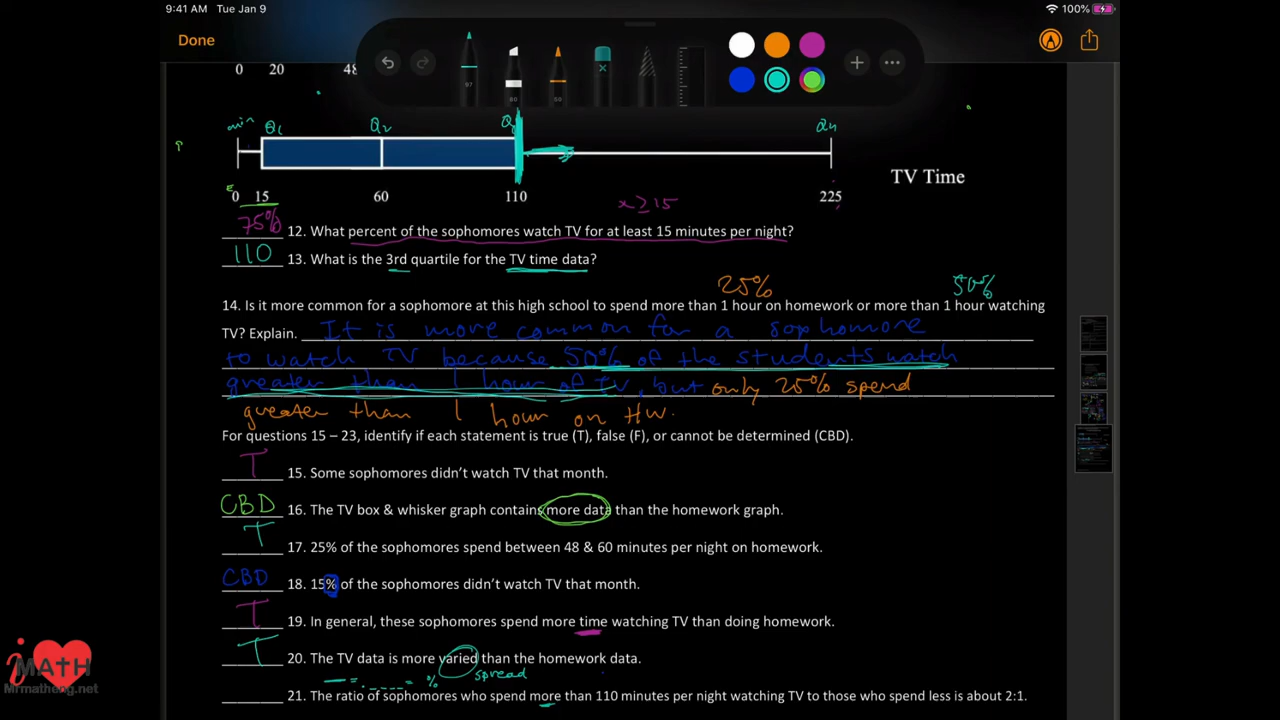 9:41 AM Tue Jan 9
100%
Done
97
80
50
0 20 48
min Q1 Q2 Q3 Q4
0 15 60 110 225
TV Time
x ≥ 15
75% 12. What percent of the sophomores watch TV for at least 15 minutes per night?
110 13. What is the 3rd quartile for the TV time data?
25% 50%
14. Is it more common for a sophomore at this high school to spend more than 1 hour on homework or more than 1 hour watching
TV? Explain. It is more common for a sophomore
to watch TV because 50% of the students watch
greater than 1 hour of TV, but only 25% spend
greater than 1 hour on HW.
For questions 15 – 23, identify if each statement is true (T), false (F), or cannot be determined (CBD).
T 15. Some sophomores didn't watch TV that month.
CBD 16. The TV box & whisker graph contains more data than the homework graph.
T 17. 25% of the sophomores spend between 48 & 60 minutes per night on homework.
CBD 18. 15% of the sophomores didn't watch TV that month.
T 19. In general, these sophomores spend more time watching TV than doing homework.
T 20. The TV data is more varied than the homework data.
% spread
21. The ratio of sophomores who spend more than 110 minutes per night watching TV to those who spend less is about 2:1.
iMATH
Mrmatheng.net